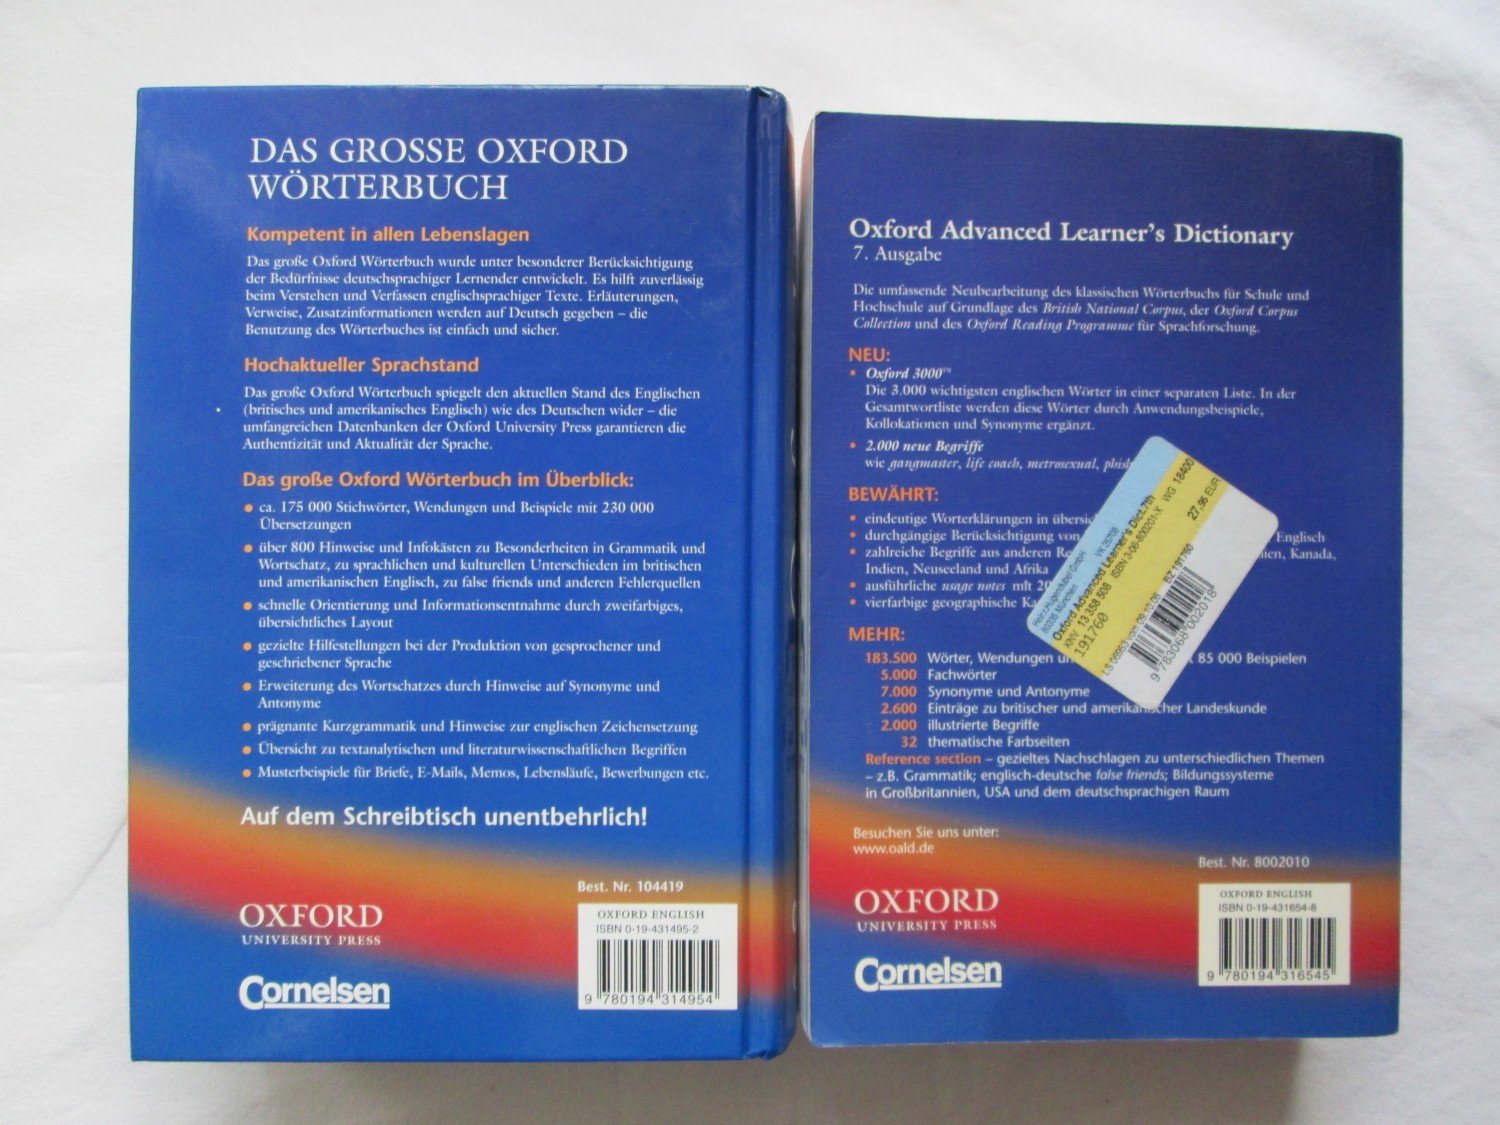 DAS GROSSE OXFORD
WÖRTERBUCH
Kompetent in allen Lebenslagen
Das große Oxford Wörterbuch wurde unter besonderer Berücksichtigung
der Bedürfnisse deutschsprachiger Lernender entwickelt. Es hilft zuverlässig
beim Verstehen und Verfassen englischsprachiger Texte. Erläuterungen,
Verweise, Zusatzinformationen werden auf Deutsch gegeben – die
Benutzung des Wörterbuches ist einfach und sicher.
Hochaktueller Sprachstand
Das große Oxford Wörterbuch spiegelt den aktuellen Stand des Englischen
(britisches und amerikanisches Englisch) wie des Deutschen wider – die
umfangreichen Datenbanken der Oxford University Press garantieren die
Authentizität und Aktualität der Sprache.
Das große Oxford Wörterbuch im Überblick:
• ca. 175 000 Stichwörter, Wendungen und Beispiele mit 230 000
Übersetzungen
• über 800 Hinweise und Infokästen zu Besonderheiten in Grammatik und
Wortschatz, zu sprachlichen und kulturellen Unterschieden im britischen
und amerikanischen Englisch, zu false friends und anderen Fehlerquellen
• schnelle Orientierung und Informationsentnahme durch zweifarbiges,
übersichtliches Layout
• gezielte Hilfestellungen bei der Produktion von gesprochener und
geschriebener Sprache
• Erweiterung des Wortschatzes durch Hinweise auf Synonyme und
Antonyme
• prägnante Kurzgrammatik und Hinweise zur englischen Zeichensetzung
• Übersicht zu textanalytischen und literaturwissenschaftlichen Begriffen
• Musterbeispiele für Briefe, E-Mails, Memos, Lebensläufe, Bewerbungen etc.
Auf dem Schreibtisch unentbehrlich!
Best. Nr. 104419
OXFORD
UNIVERSITY PRESS
Cornelsen
OXFORD ENGLISH
ISBN 0-19-431495-2
9 780194 314954
Oxford Advanced Learner's Dictionary
7. Ausgabe
Die umfassende Neubearbeitung des klassischen Wörterbuchs für Schule und
Hochschule auf Grundlage des British National Corpus, der Oxford Corpus
Collection und des Oxford Reading Programme für Sprachforschung.
NEU:
• Oxford 3000™
Die 3.000 wichtigsten englischen Wörter in einer separaten Liste. In der
Gesamtwortliste werden diese Wörter durch Anwendungsbeispiele,
Kollokationen und Synonyme ergänzt.
• 2.000 neue Begriffe
wie gangmaster, life coach, metrosexual,
BEWÄHRT:
• eindeutige Worterklärungen in
• durchgängige Berücksichtigung von Englisch
• zahlreiche Begriffe aus anderen Kanada,
Indien, Neuseeland und Afrika
• ausführliche usage notes mit
• vierfarbige geographische
MEHR:
183.500 Wörter, Wendungen 85 000 Beispielen
5.000 Fachwörter
7.000 Synonyme und Antonyme
2.600 Einträge zu britischer und amerikanischer Landeskunde
2.000 illustrierte Begriffe
32 thematische Farbseiten
Reference section – gezieltes Nachschlagen zu unterschiedlichen Themen
– z.B. Grammatik; englisch-deutsche false friends; Bildungssysteme
in Großbritannien, USA und dem deutschsprachigen Raum
Besuchen Sie uns unter:
www.oald.de
Best. Nr. 8002010
OXFORD
UNIVERSITY PRESS
Cornelsen
OXFORD ENGLISH
ISBN 0-19-431654-8
9 780194 316545
Oxford Advanced Learner's Dict.
KNV 13 358 508 ISBN 3-06-800201-X WG 18400
191760 BZ 191760 27.95 EUR
9783068002018